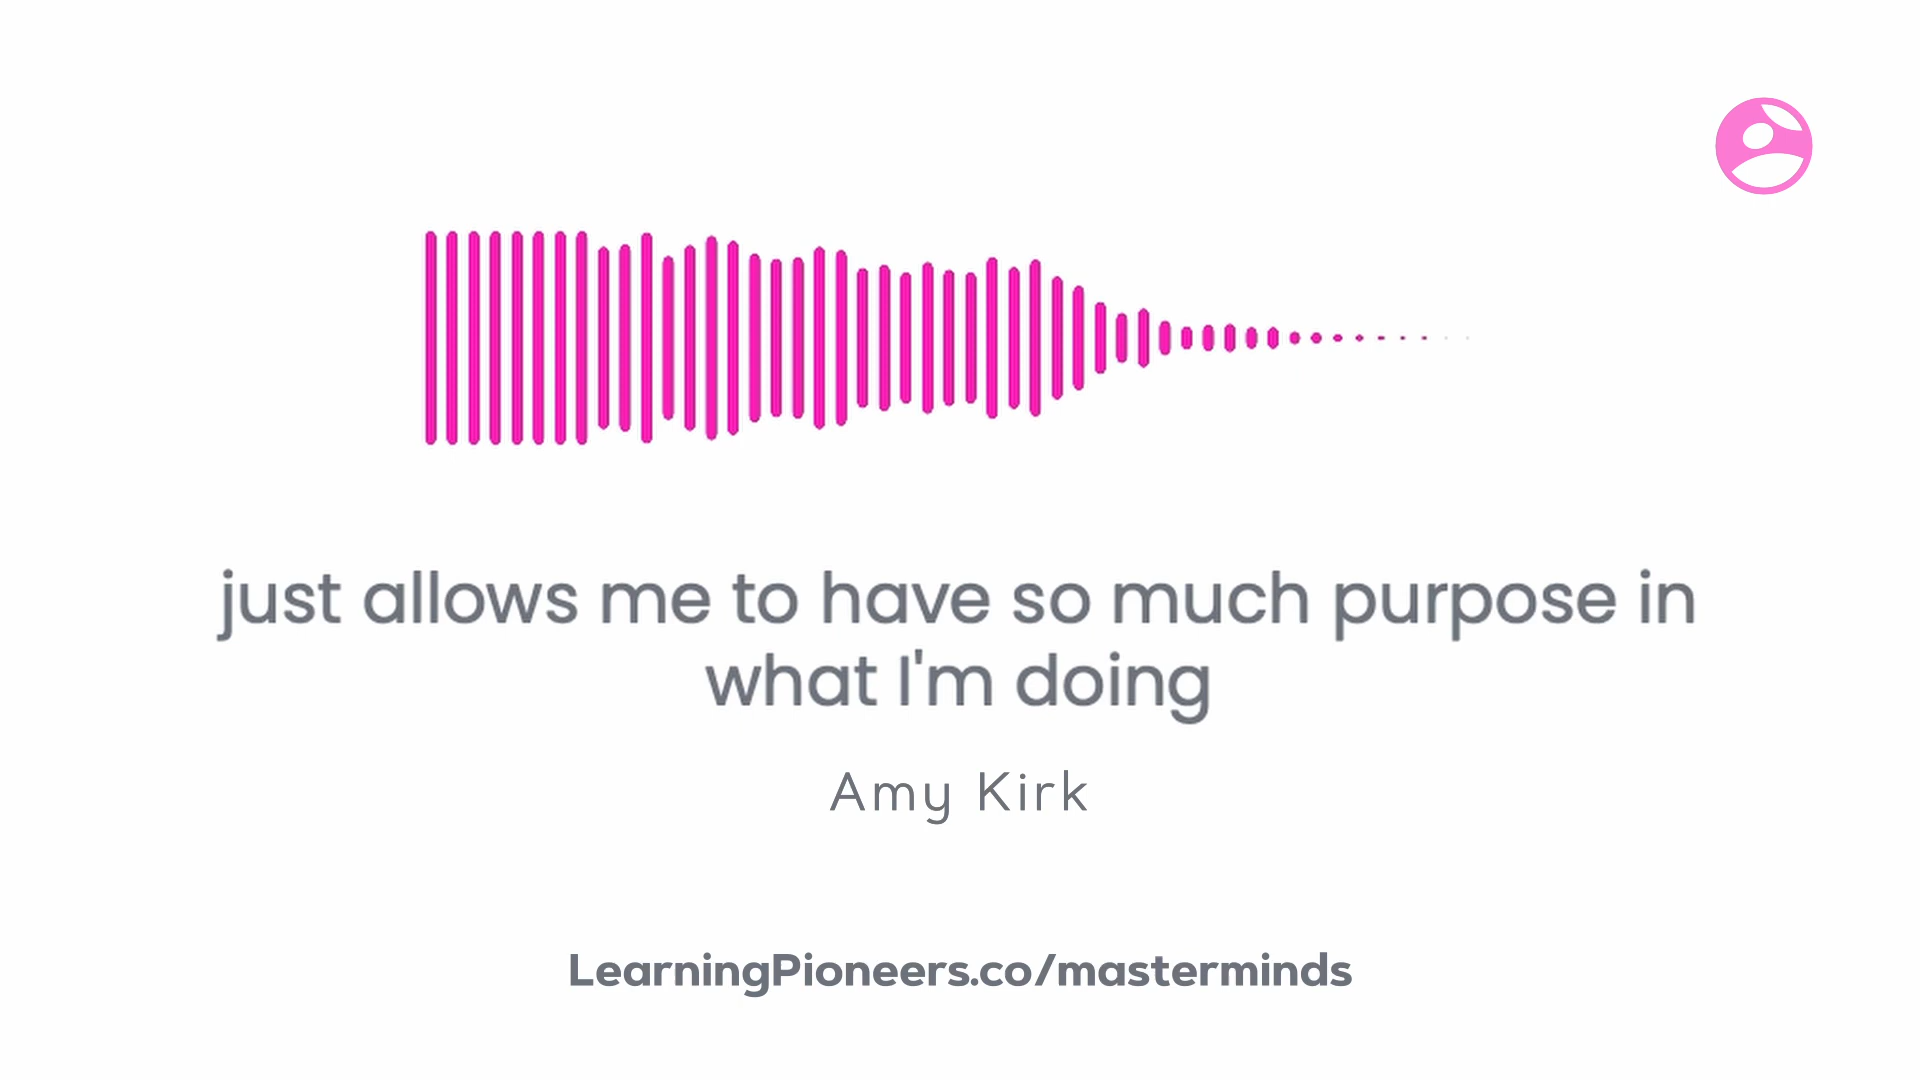 just allows me to have so much purpose in
what I'm doing
Amy Kirk
LearningPioneers.co/masterminds